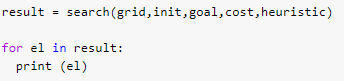 result = search(grid,init,goal,cost,heuristic)

for el in result:
  print (el)